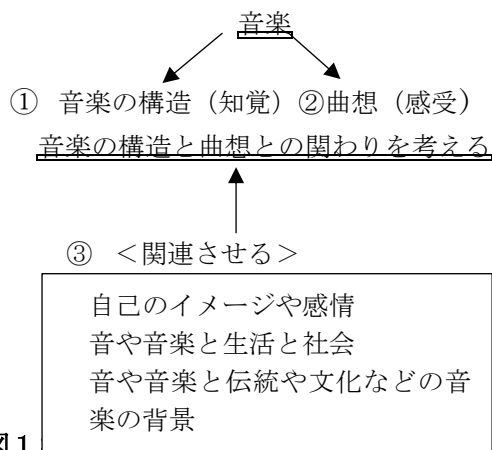 音楽
① 音楽の構造（知覚）②曲想（感受）
音楽の構造と曲想との関わりを考える
③ ＜関連させる＞
自己のイメージや感情
音や音楽と生活と社会
音や音楽と伝統や文化などの音
楽の背景
図１